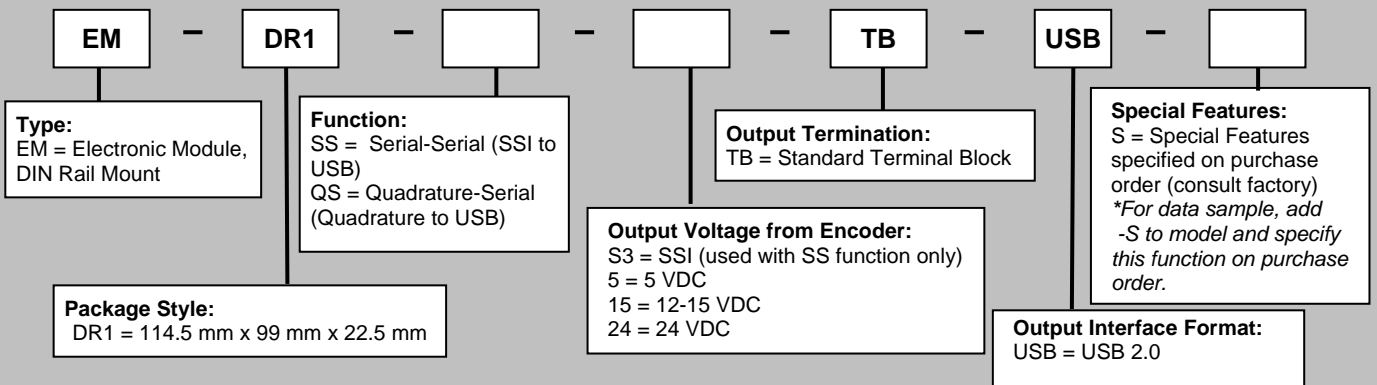 EM – DR1 - - - TB - USB -
Type:
EM = Electronic Module,
DIN Rail Mount
Function:
SS = Serial-Serial (SSI to
USB)
QS = Quadrature-Serial
(Quadrature to USB)
Output Termination:
TB = Standard Terminal Block
Special Features:
S = Special Features
specified on purchase
order (consult factory)
*For data sample, add
-S to model and specify
this function on purchase
order.
Package Style:
DR1 = 114.5 mm x 99 mm x 22.5 mm
Output Voltage from Encoder:
S3 = SSI (used with SS function only)
5 = 5 VDC
15 = 12-15 VDC
24 = 24 VDC
Output Interface Format:
USB = USB 2.0